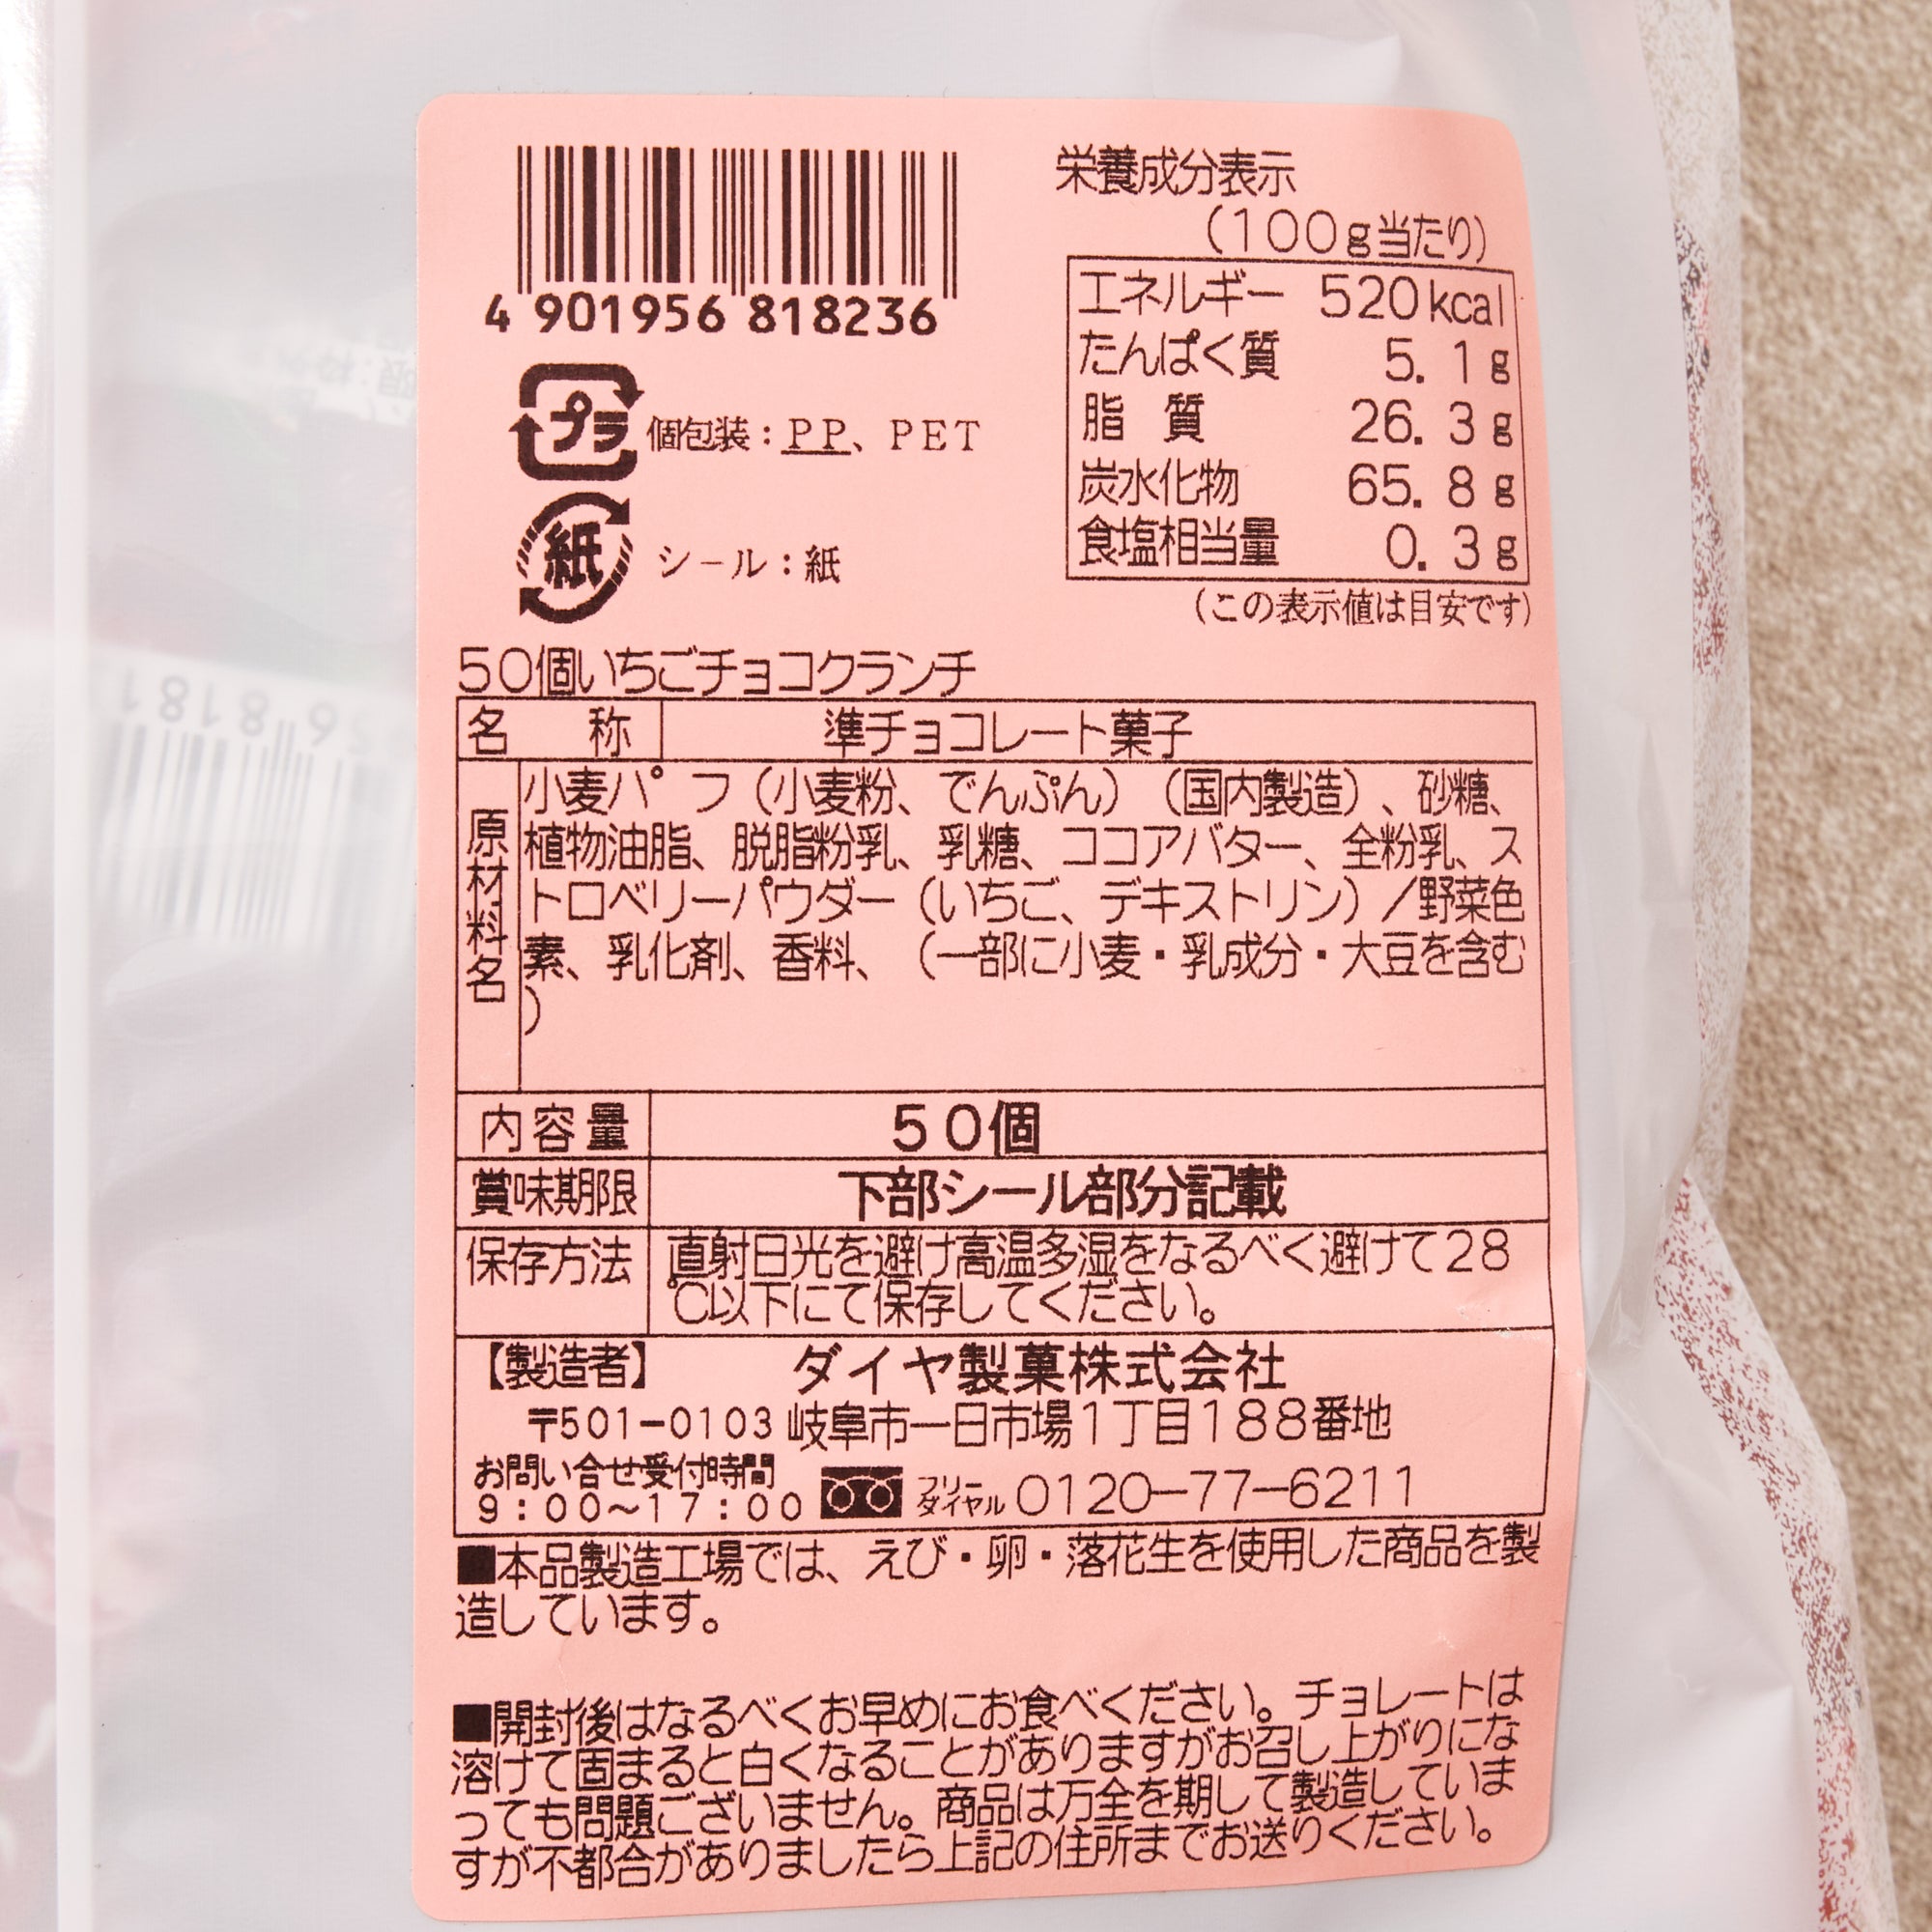 4 901956 818236
プラ 個包装：PP、PET
紙 シール：紙
栄養成分表示
（100g当たり）
エネルギー 520kcal
たんぱく質 5.1g
脂質 26.3g
炭水化物 65.8g
食塩相当量 0.3g
（この表示値は目安です）
50個いちごチョコクランチ
名称 準チョコレート菓子
原材料名
小麦パフ（小麦粉、でんぷん）（国内製造）、砂糖、
植物油脂、脱脂粉乳、乳糖、ココアバター、全粉乳、ス
トロベリーパウダー（いちご、デキストリン）／野菜色
素、乳化剤、香料、（一部に小麦・乳成分・大豆を含む
）
内容量 50個
賞味期限 下部シール部分記載
保存方法 直射日光を避け高温多湿をなるべく避けて28
℃以下にて保存してください。
【製造者】 ダイヤ製菓株式会社
〒501-0103 岐阜市一日市場1丁目188番地
お問い合せ受付時間
9：00～17：00 フリーダイヤル 0120-77-6211
■本品製造工場では、えび・卵・落花生を使用した商品を製
造しています。
■開封後はなるべくお早めにお食べください。チョレートは
溶けて固まると白くなることがありますがお召し上がりにな
っても問題ございません。商品は万全を期して製造していま
すが不都合がありましたら上記の住所までお送りください。